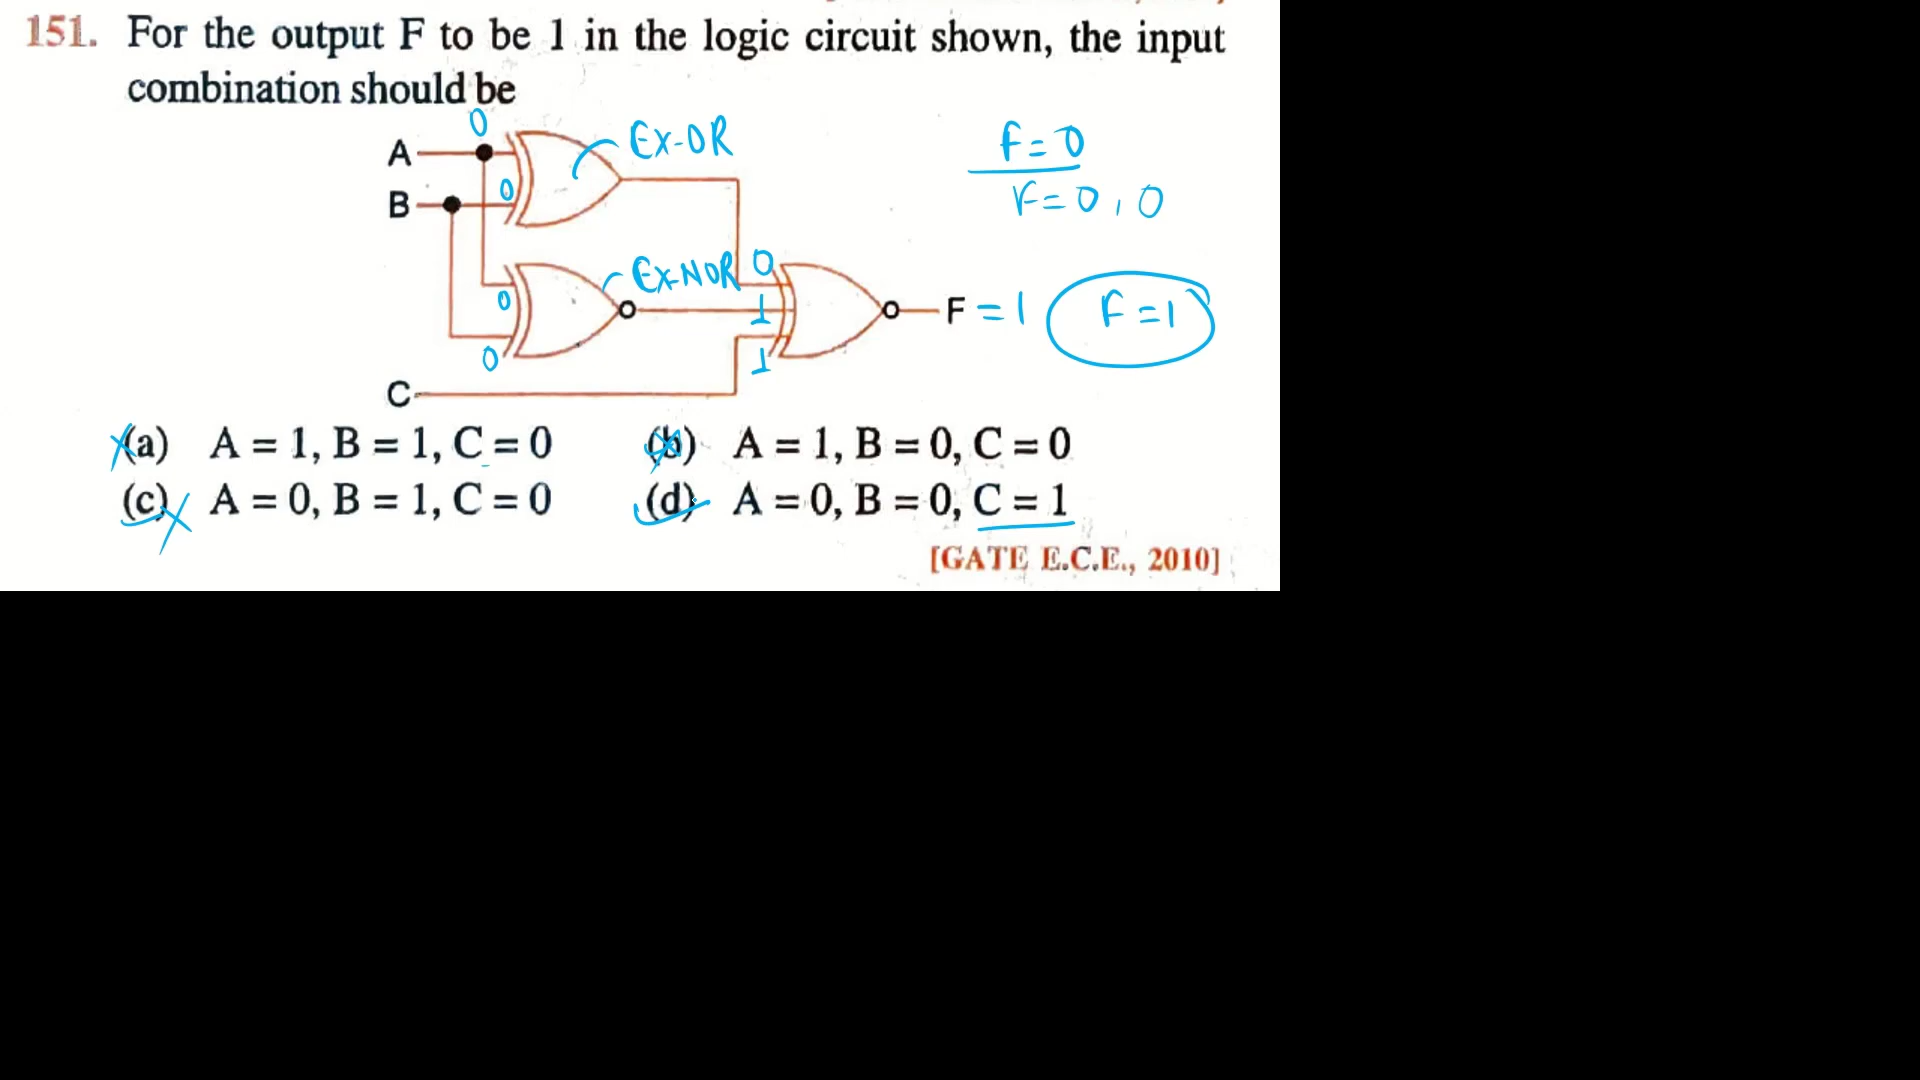 151. For the output F to be 1 in the logic circuit shown, the input
combination should be
0
A
EX-OR
F=0
B
0
F=0,0
EX-NOR
0
0
1
F = 1
F=1
0
1
C
(a) A = 1, B = 1, C = 0
(b) A = 1, B = 0, C = 0
(c) A = 0, B = 1, C = 0
(d) A = 0, B = 0, C = 1
[GATE E.C.E., 2010]